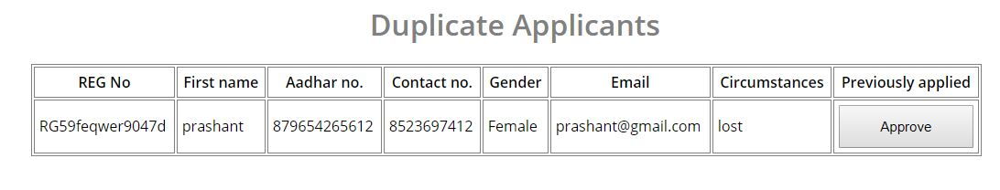 Duplicate Applicants
REG No First name Aadhar no. Contact no. Gender Email Circumstances Previously applied
RG59feqwer9047d prashant 879654265612 8523697412 Female prashant@gmail.com lost Approve